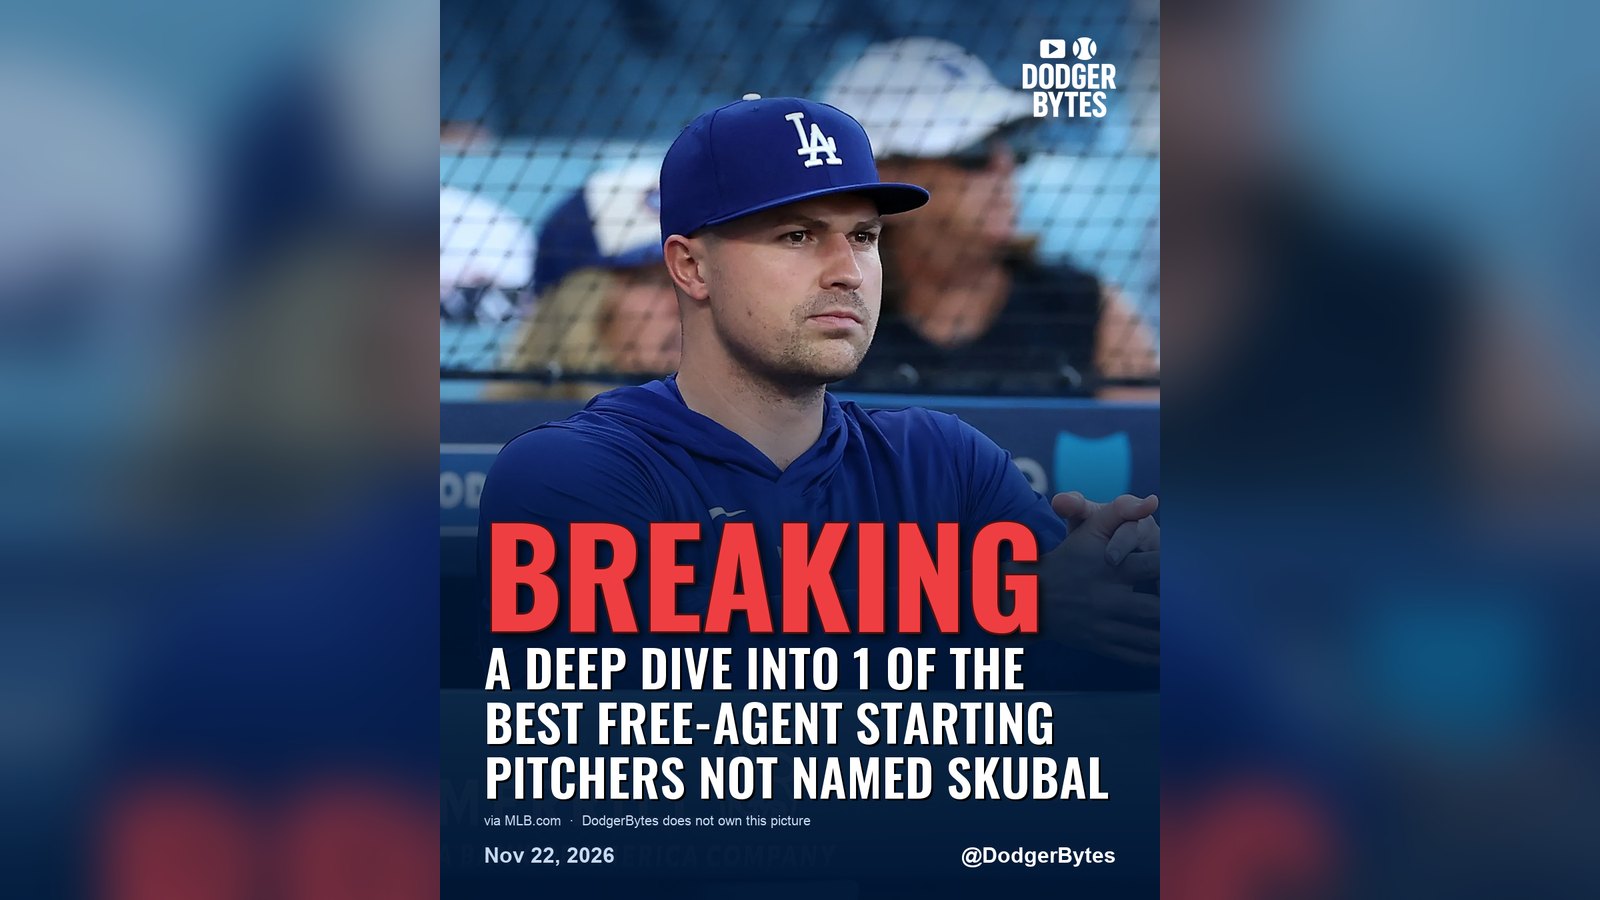 LA
DODGER
BYTES
BREAKING
A DEEP DIVE INTO 1 OF THE
BEST FREE-AGENT STARTING
PITCHERS NOT NAMED SKUBAL
via MLB.com · DodgerBytes does not own this picture
Nov 22, 2026
@DodgerBytes